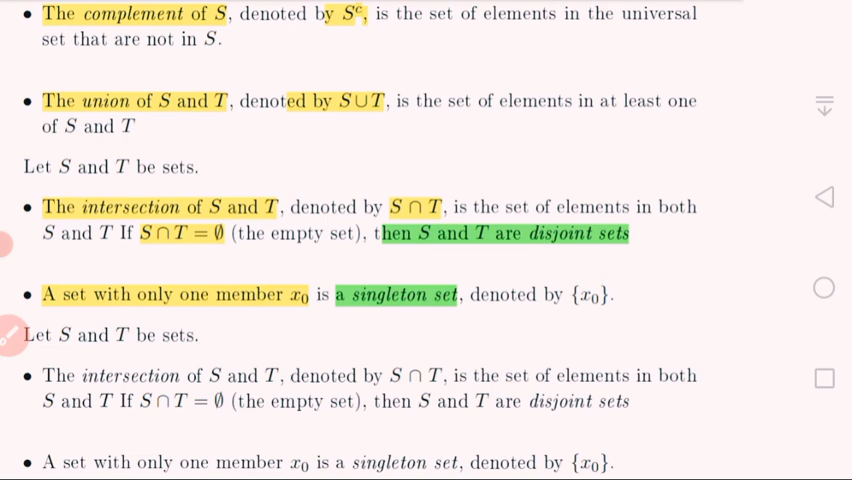 • The complement of S, denoted by Sᶜ, is the set of elements in the universal
set that are not in S.
• The union of S and T, denoted by S∪T, is the set of elements in at least one
of S and T
Let S and T be sets.
• The intersection of S and T, denoted by S ∩ T, is the set of elements in both
S and T If S∩T = ∅ (the empty set), then S and T are disjoint sets
• A set with only one member x₀ is a singleton set, denoted by {x₀}.
Let S and T be sets.
• The intersection of S and T, denoted by S ∩ T, is the set of elements in both
S and T If S∩T = ∅ (the empty set), then S and T are disjoint sets
• A set with only one member x₀ is a singleton set, denoted by {x₀}.